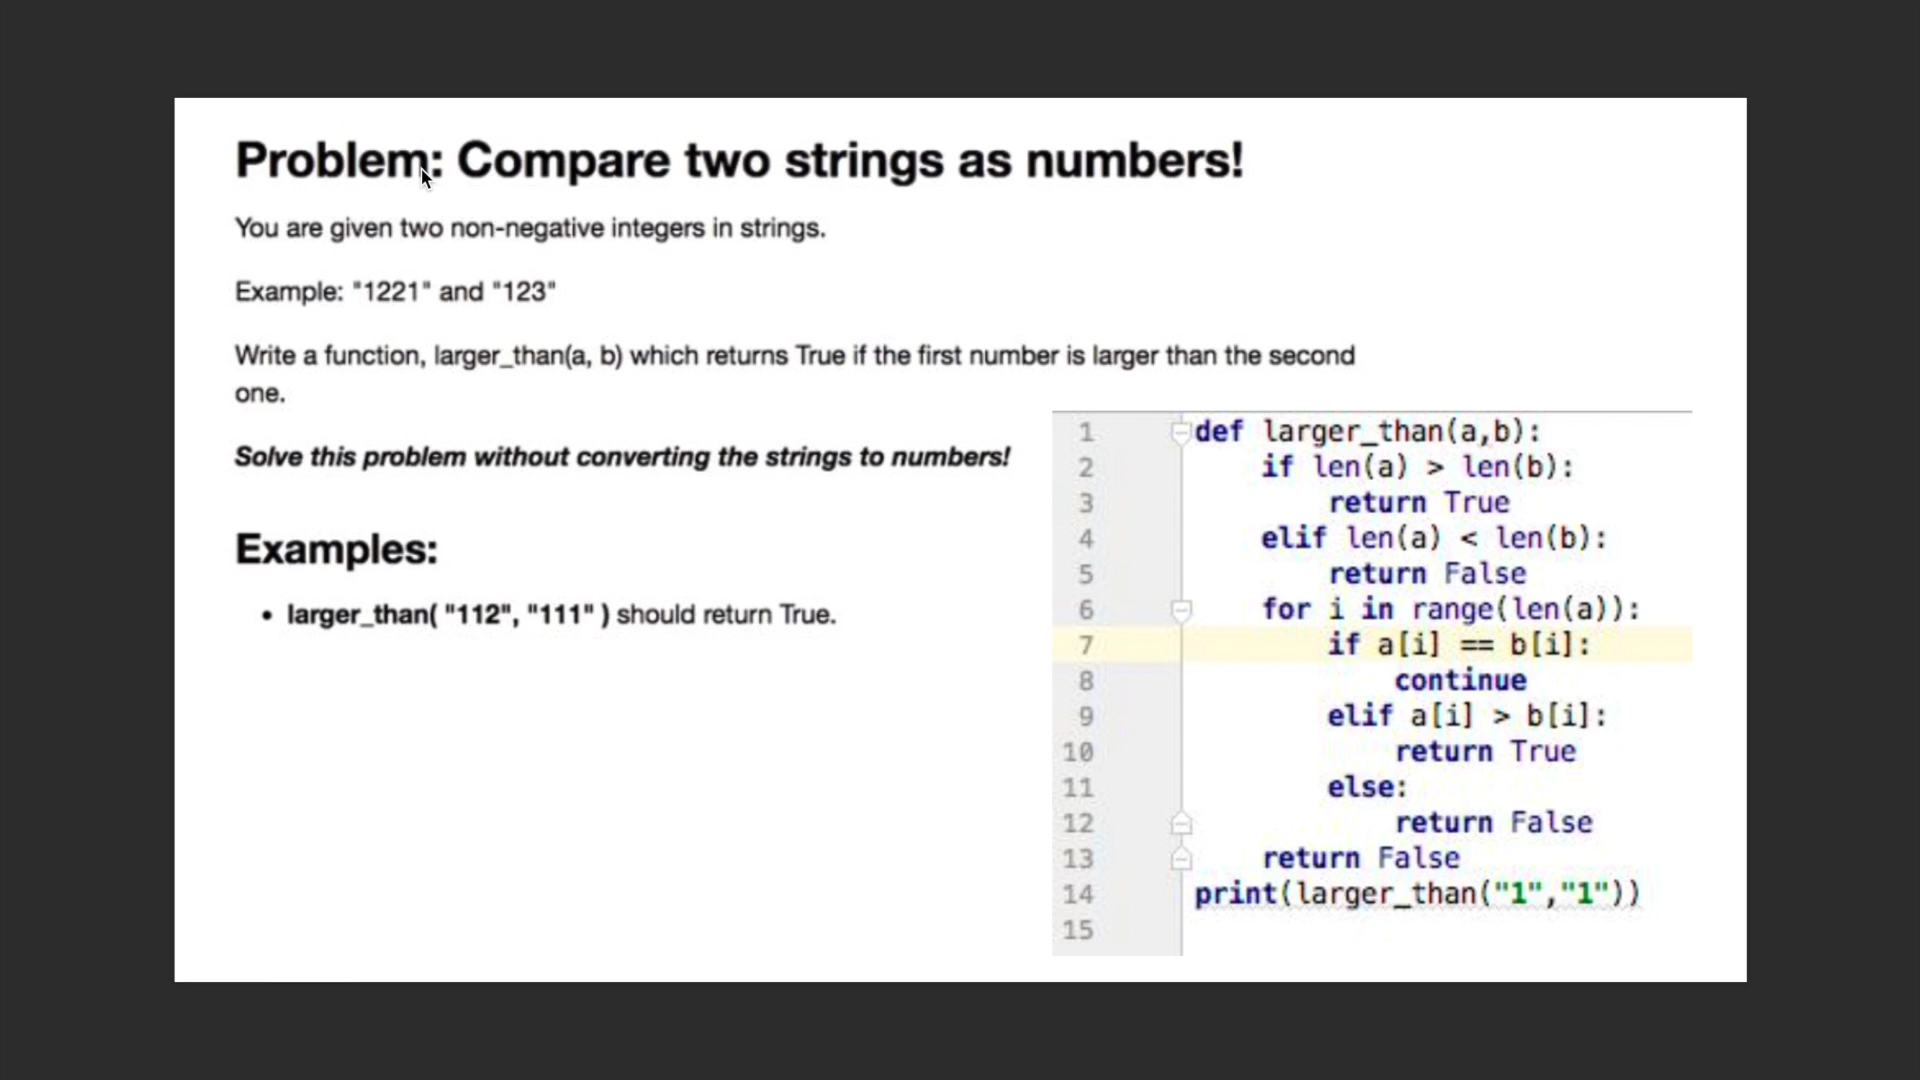 Problem: Compare two strings as numbers!
You are given two non-negative integers in strings.
Example: "1221" and "123"
Write a function, larger_than(a, b) which returns True if the first number is larger than the second
one.
Solve this problem without converting the strings to numbers!
Examples:
• larger_than( "112", "111" ) should return True.
1 def larger_than(a,b):
2     if len(a) > len(b):
3         return True
4     elif len(a) < len(b):
5         return False
6     for i in range(len(a)):
7         if a[i] == b[i]:
8             continue
9         elif a[i] > b[i]:
10             return True
11         else:
12             return False
13     return False
14 print(larger_than("1","1"))
15